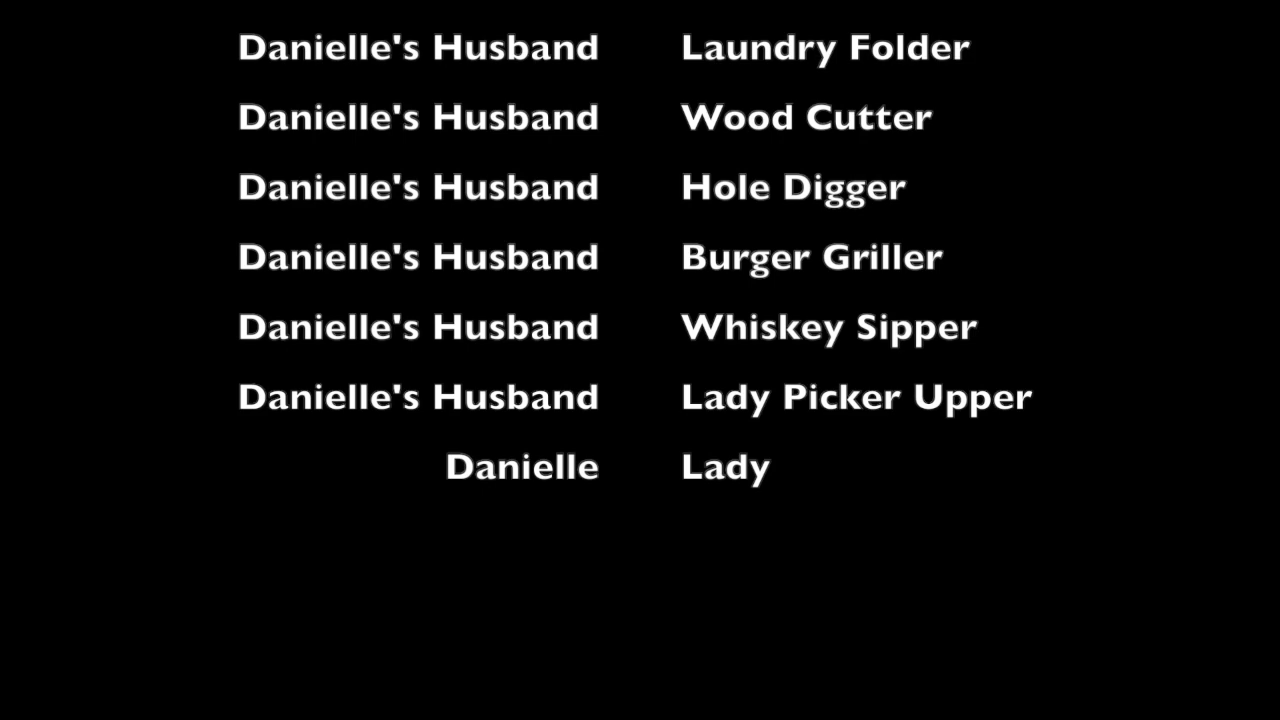 Danielle's Husband Laundry Folder
Danielle's Husband Wood Cutter
Danielle's Husband Hole Digger
Danielle's Husband Burger Griller
Danielle's Husband Whiskey Sipper
Danielle's Husband Lady Picker Upper
Danielle Lady